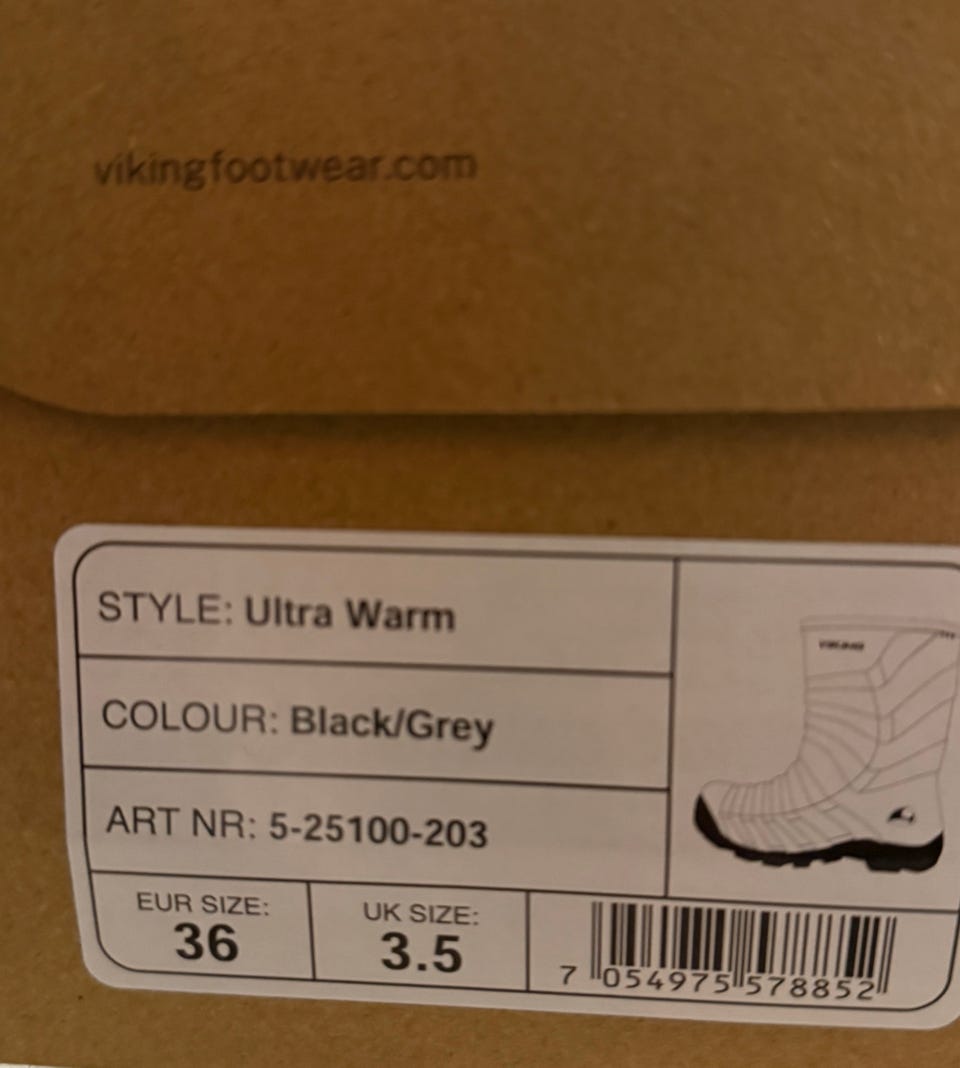 vikingfootwear.com
STYLE: Ultra Warm
VIKING
COLOUR: Black/Grey
ART NR: 5-25100-203
EUR SIZE:
36
UK SIZE:
3.5
7 054975 578852